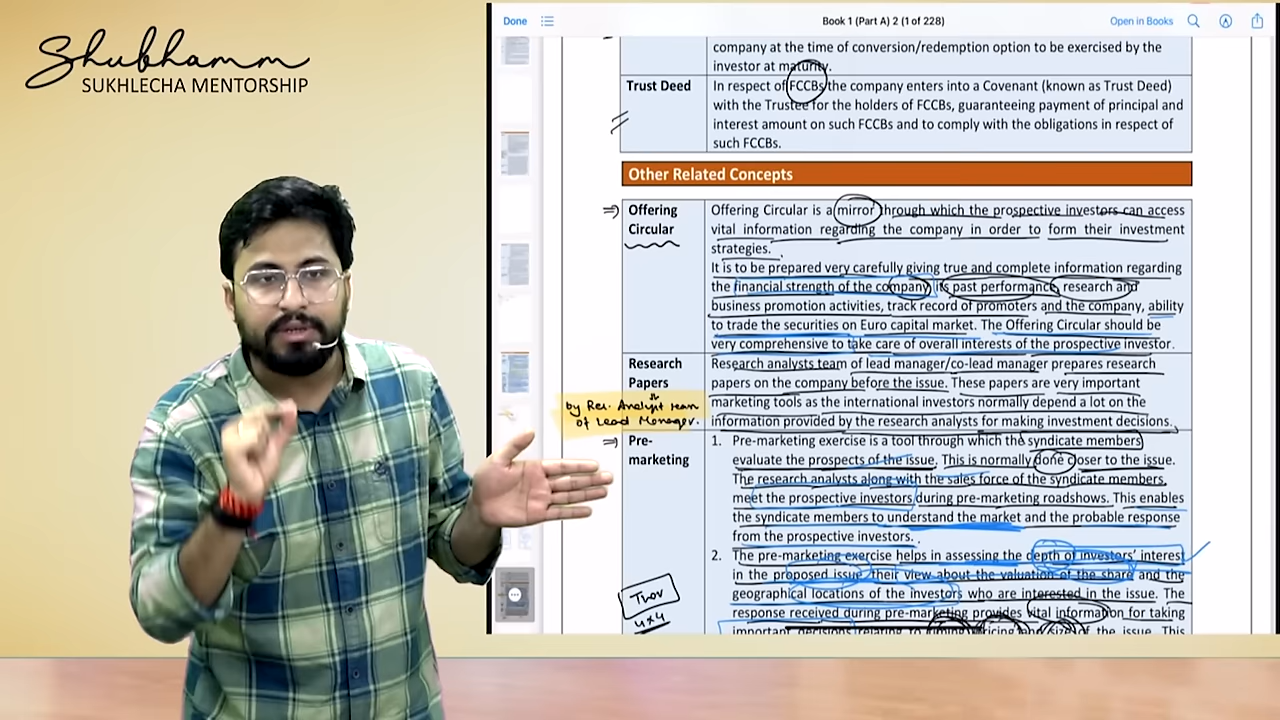 Shubhamm
SUKHLECHA MENTORSHIP
Done
Book 1 (Part A) 2 (1 of 228)
Open in Books
company at the time of conversion/redemption option to be exercised by the
investor at maturity.
Trust Deed
In respect of FCCBs the company enters into a Covenant (known as Trust Deed)
with the Trustee for the holders of FCCBs, guaranteeing payment of principal and
interest amount on such FCCBs and to comply with the obligations in respect of
such FCCBs.
Other Related Concepts
Offering
Circular
Offering Circular is a mirror through which the prospective investors can access
vital information regarding the company in order to form their investment
strategies.
It is to be prepared very carefully giving true and complete information regarding
the financial strength of the company, its past performance, research and
business promotion activities, track record of promoters and the company, ability
to trade the securities on Euro capital market. The Offering Circular should be
very comprehensive to take care of overall interests of the prospective investor.
Research
Papers
by Res. Analyst team
of Lead Manager.
Research analysts team of lead manager/co-lead manager prepares research
papers on the company before the issue. These papers are very important
marketing tools as the international investors normally depend a lot on the
information provided by the research analysts for making investment decisions.
Pre-
marketing
1. Pre-marketing exercise is a tool through which the syndicate members
evaluate the prospects of the issue. This is normally done closer to the issue.
The research analysts along with the sales force of the syndicate members,
meet the prospective investors during pre-marketing roadshows. This enables
the syndicate members to understand the market and the probable response
from the prospective investors.
2. The pre-marketing exercise helps in assessing the depth of investors' interest
in the proposed issue, their view about the valuation of the share and the
geographical locations of the investors who are interested in the issue. The
response received during pre-marketing provides vital information for taking
important decisions relating to timing, pricing and size of the issue. This
4x4